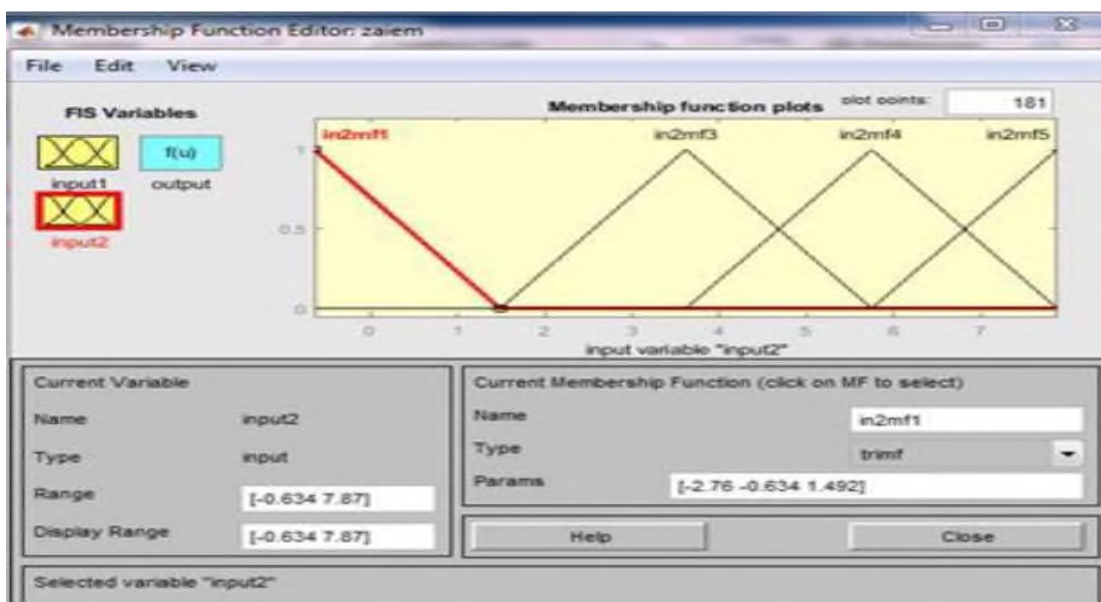 Membership Function Editor: zaiem
File Edit View
FIS Variables
Membership function plots plot points: 181
f(u)
input1 output
input2
in2mf1 in2mf3 in2mf4 in2mf5
1
0.5
0
0 1 2 3 4 5 6 7
input variable "input2"
Current Variable
Name input2
Type input
Range [-0.634 7.87]
Display Range [-0.634 7.87]
Current Membership Function (click on MF to select)
Name in2mf1
Type trimf
Params [-2.76 -0.634 1.492]
Help Close
Selected variable "input2"